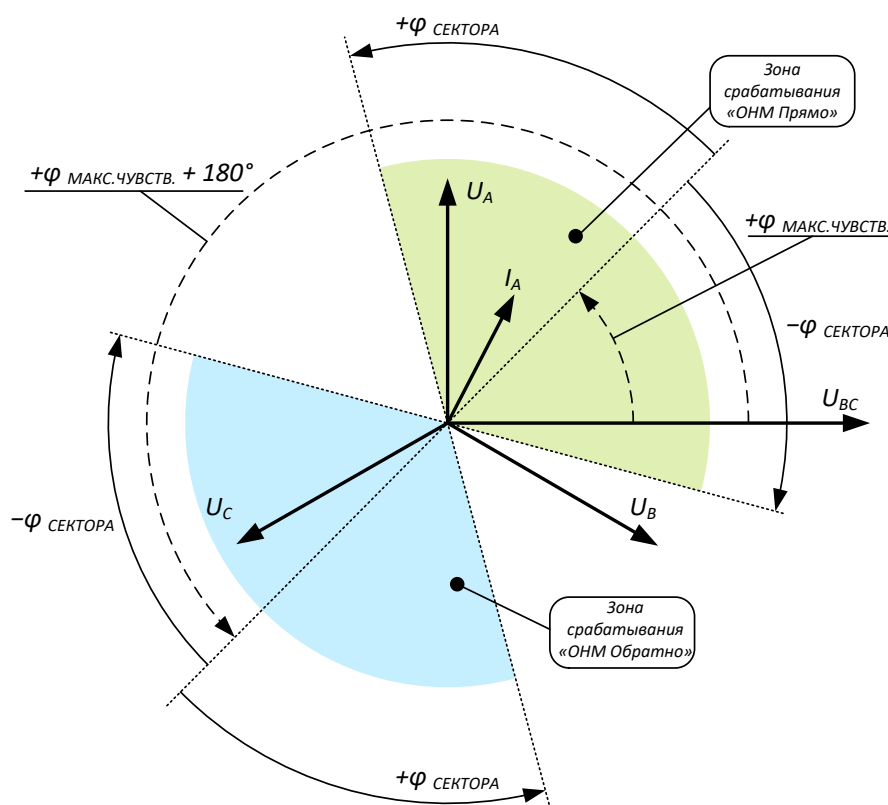 +φ СЕКТОРА
Зона
срабатывания
«ОНМ Прямо»
+φ МАКС.ЧУВСТВ. + 180°
U_A
+φ МАКС.ЧУВСТВ.
I_A
−φ СЕКТОРА
U_BC
U_C
U_B
−φ СЕКТОРА
Зона
срабатывания
«ОНМ Обратно»
+φ СЕКТОРА